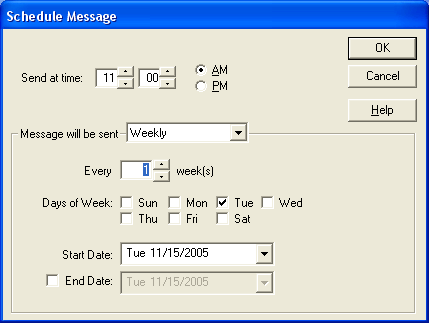 Schedule Message
OK
Send at time: 11 00 AM
PM
Cancel
Help
Message will be sent Weekly
Every 1 week(s)
Days of Week: Sun Mon Tue Wed
Thu Fri Sat
Start Date: Tue 11/15/2005
End Date: Tue 11/15/2005